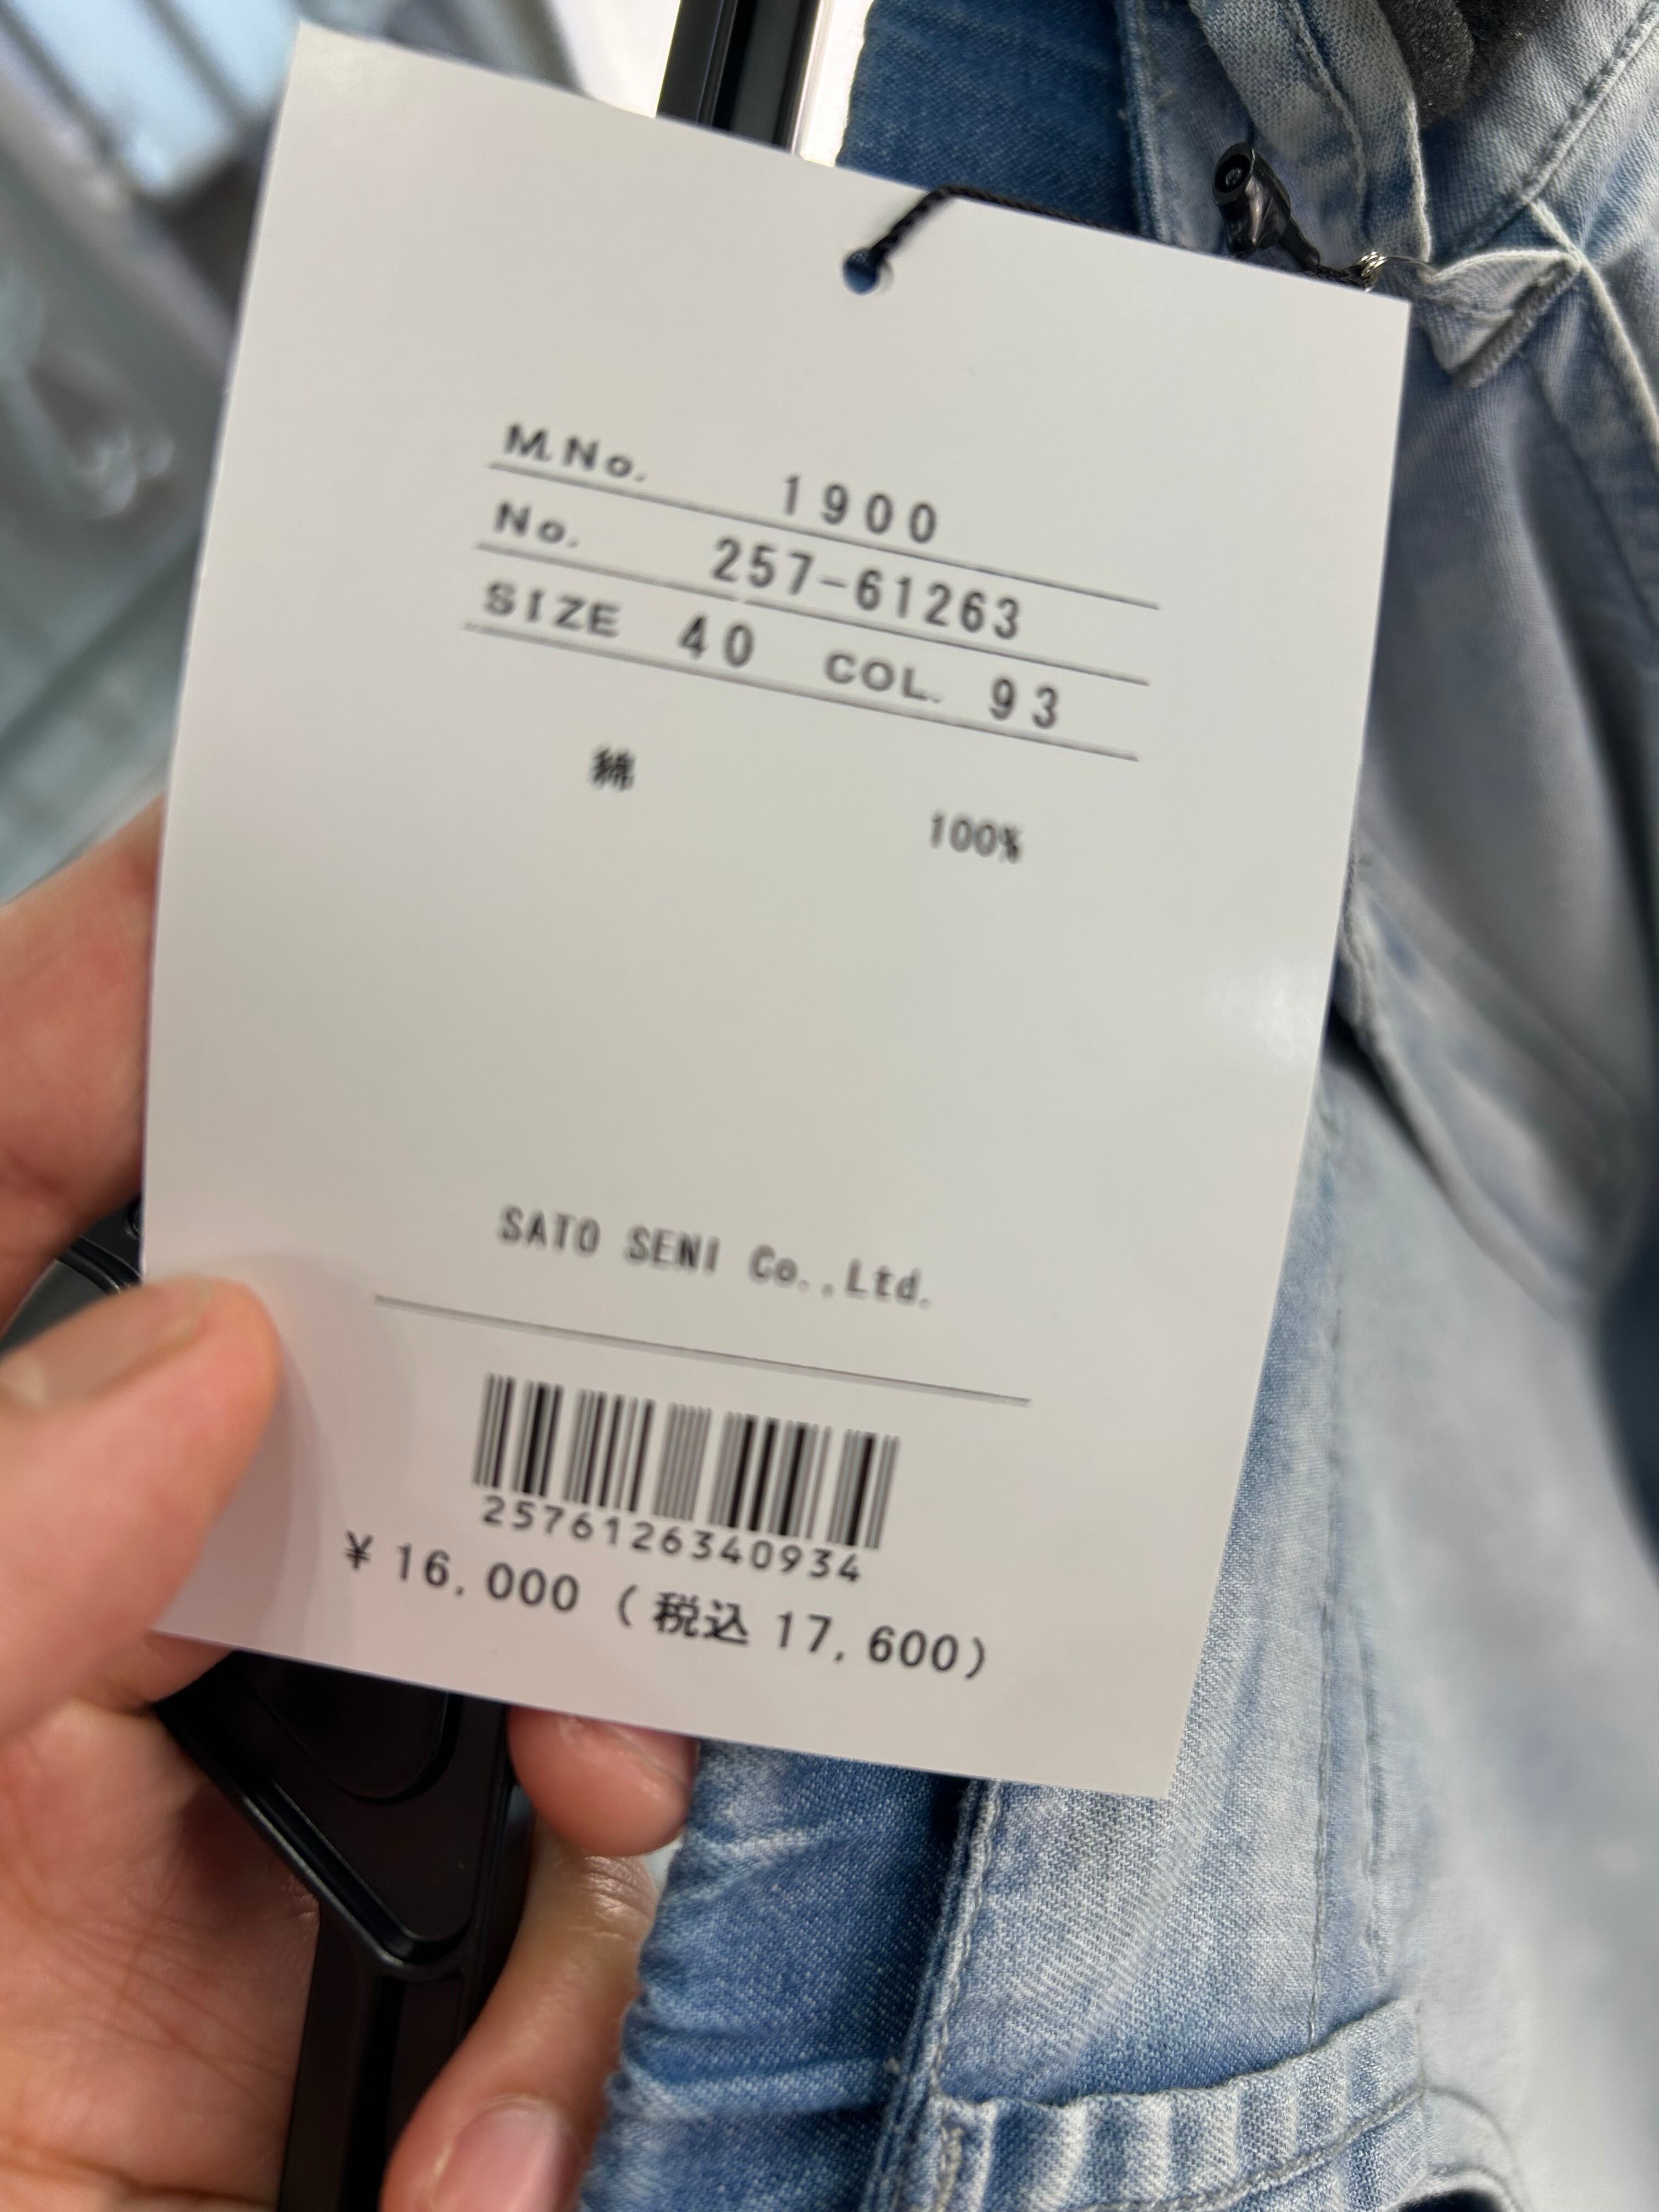 M.No. 1900
No. 257-61263
SIZE 40 COL. 93
綿 100%
SATO SENI Co.,Ltd.
2576126340934
¥16,000(税込 17,600)